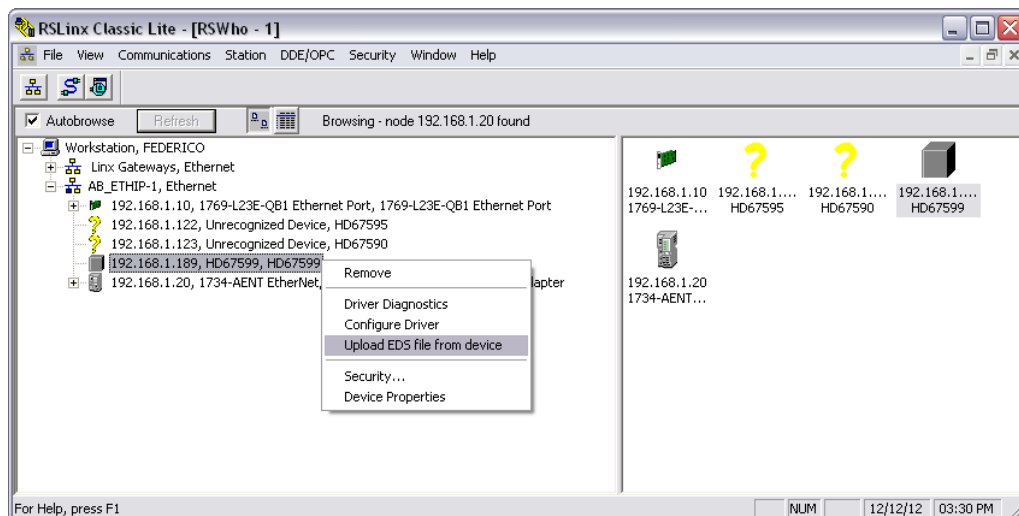 RSLinx Classic Lite - [RSWho - 1]
File View Communications Station DDE/OPC Security Window Help
Autobrowse Refresh Browsing - node 192.168.1.20 found
Workstation, FEDERICO
Linx Gateways, Ethernet
AB_ETHIP-1, Ethernet
192.168.1.10, 1769-L23E-QB1 Ethernet Port, 1769-L23E-QB1 Ethernet Port
192.168.1.122, Unrecognized Device, HD67595
192.168.1.123, Unrecognized Device, HD67590
192.168.1.189, HD67599, HD67599
192.168.1.20, 1734-AENT EtherNet, lapter
Remove
Driver Diagnostics
Configure Driver
Upload EDS file from device
Security...
Device Properties
192.168.1.10 192.168.1.... 192.168.1.... 192.168.1....
1769-L23E-... HD67595 HD67590 HD67599
192.168.1.20
1734-AENT...
For Help, press F1 NUM 12/12/12 03:30 PM